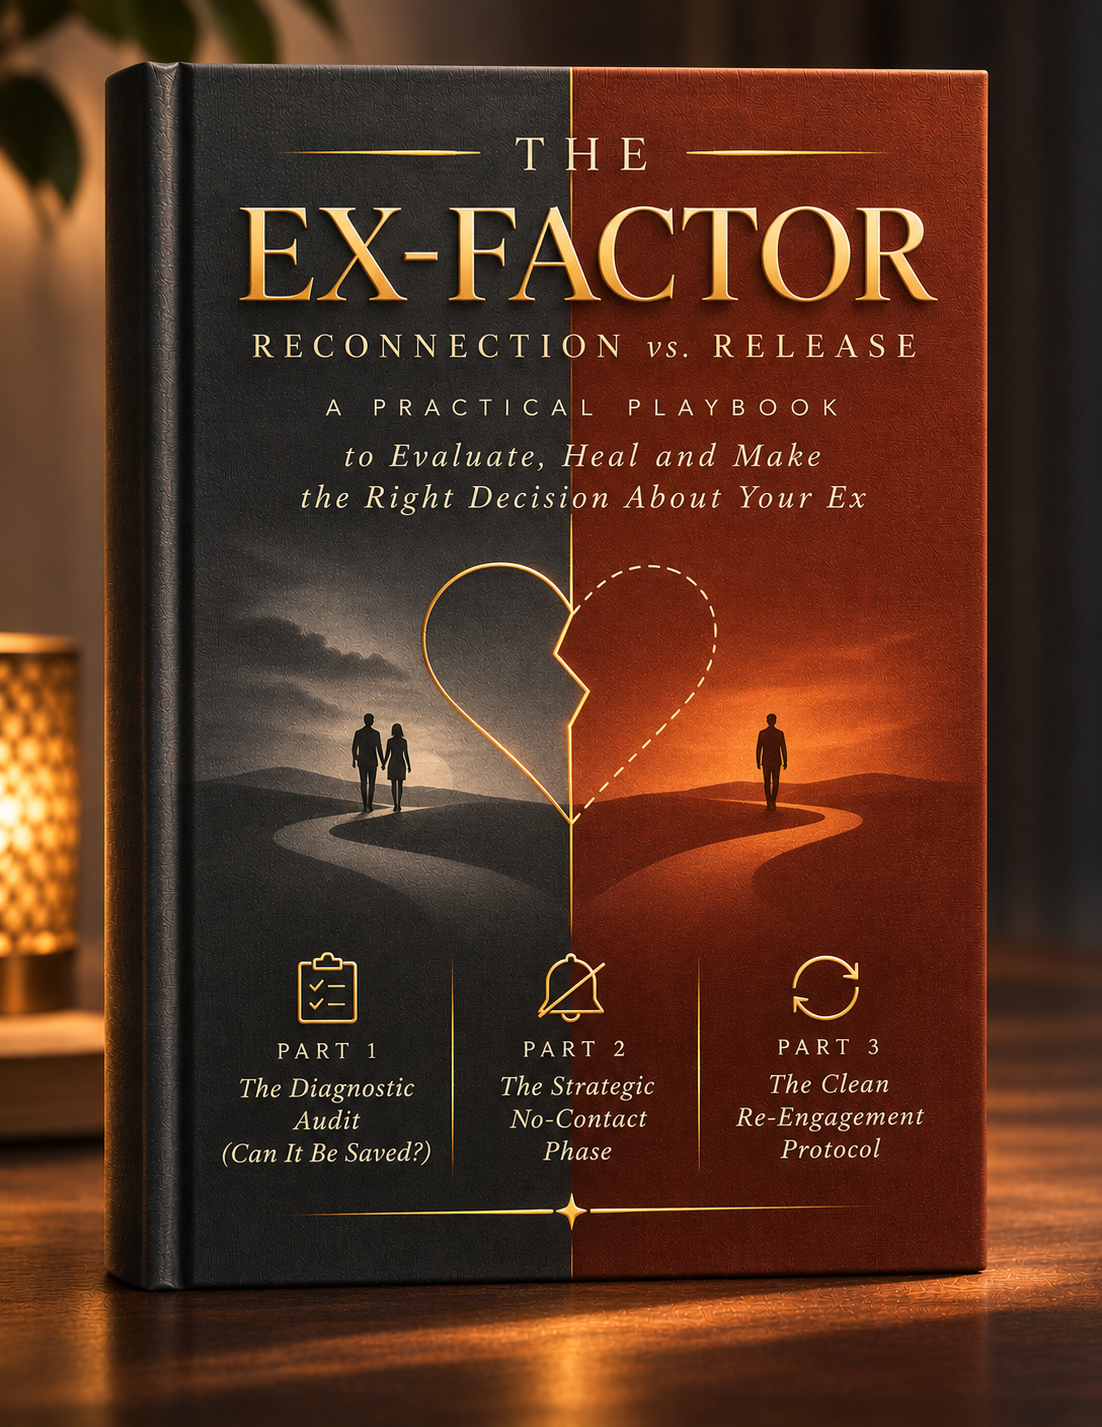 THE
EX-FACTOR
RECONNECTION vs. RELEASE
A PRACTICAL PLAYBOOK
to Evaluate, Heal and Make
the Right Decision About Your Ex
PART 1
The Diagnostic
Audit
(Can It Be Saved?)
PART 2
The Strategic
No-Contact
Phase
PART 3
The Clean
Re-Engagement
Protocol